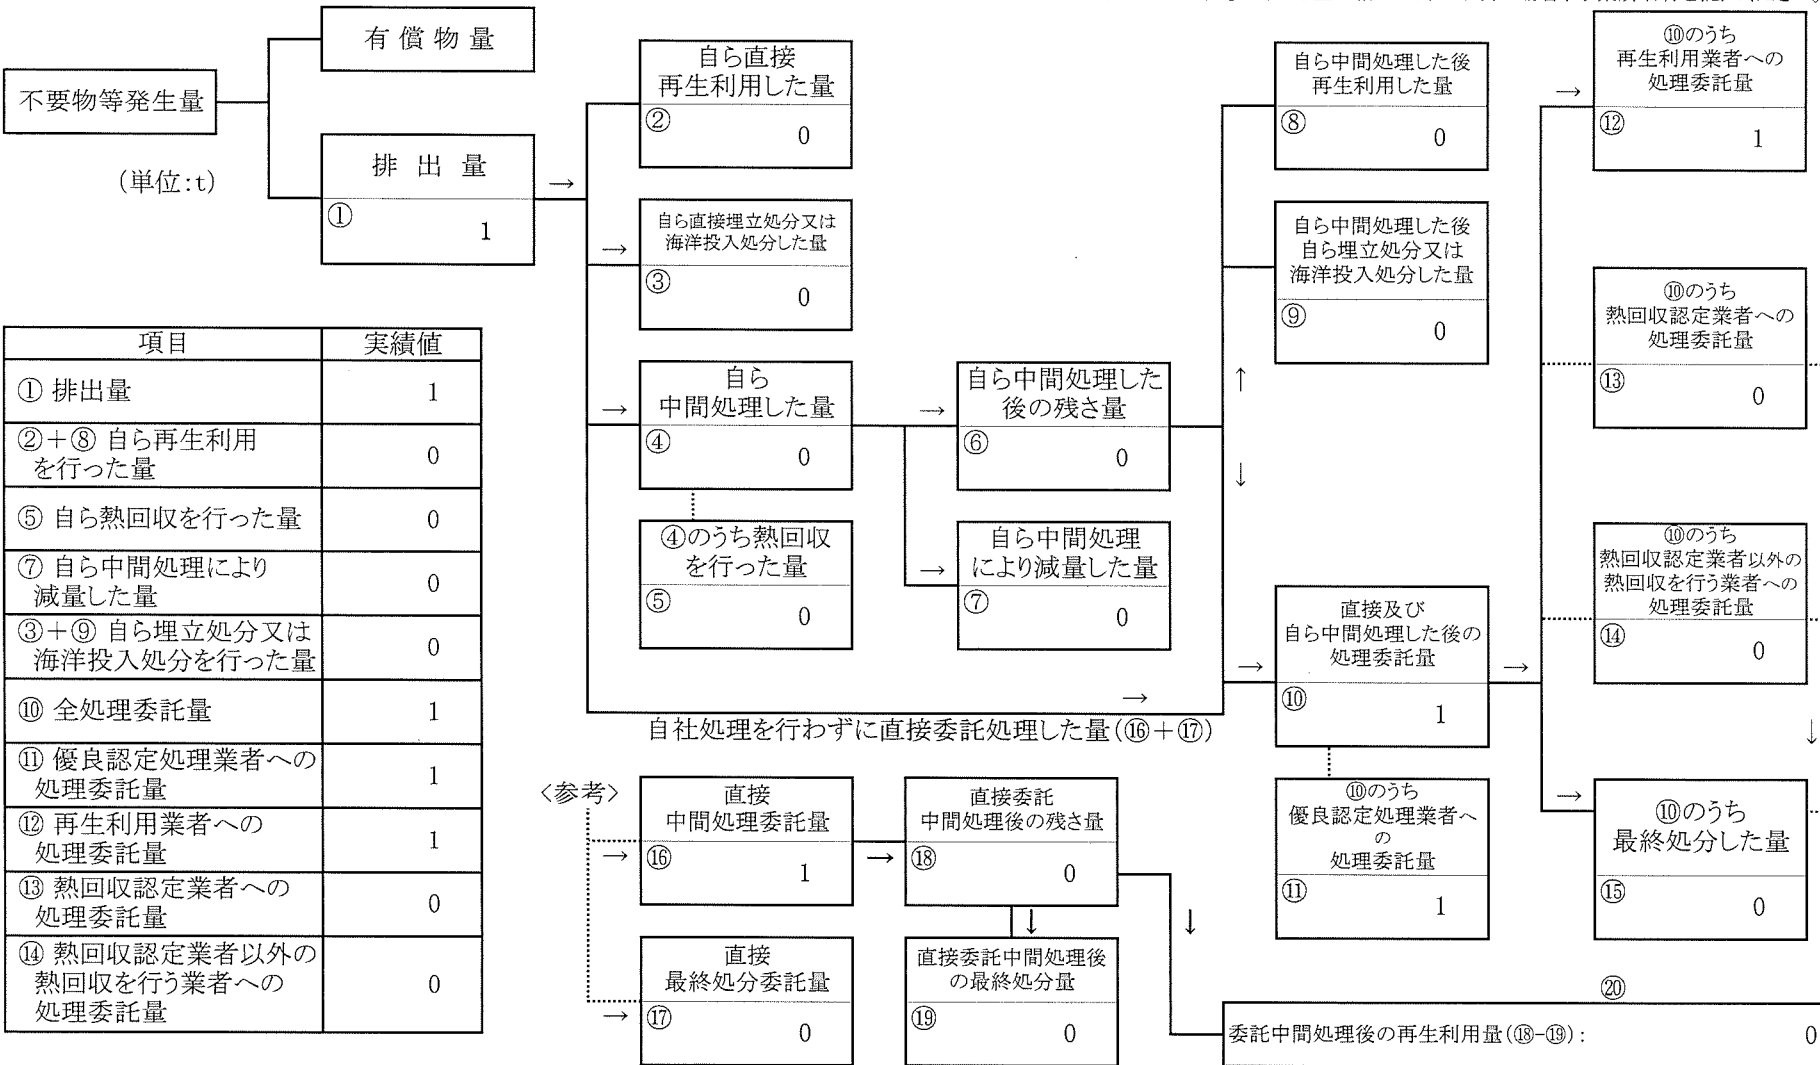 不要物等発生量
(単位:t)
有償物量
排出量
①
1
自ら直接
再生利用した量
②
0
自ら直接埋立処分又は
海洋投入処分した量
③
0
自ら
中間処理した量
④
0
④のうち熱回収
を行った量
⑤
0
自ら中間処理した
後の残さ量
⑥
0
自ら中間処理
により減量した量
⑦
0
自ら中間処理した後
再生利用した量
⑧
0
自ら中間処理した後
自ら埋立処分又は
海洋投入処分した量
⑨
0
直接及び
自ら中間処理した後の
処理委託量
⑩
1
⑩のうち
優良認定処理業者へ
の
処理委託量
⑪
1
⑩のうち
再生利用業者への
処理委託量
⑫
1
⑩のうち
熱回収認定業者への
処理委託量
⑬
0
⑩のうち
熱回収認定業者以外の
熱回収を行う業者への
処理委託量
⑭
0
⑩のうち
最終処分した量
⑮
0
自社処理を行わずに直接委託処理した量(⑯+⑰)
<参考>
直接
中間処理委託量
⑯
1
直接
最終処分委託量
⑰
0
直接委託
中間処理後の残さ量
⑱
0
直接委託中間処理後
の最終処分量
⑲
0
⑳
委託中間処理後の再生利用量(⑱-⑲): 0
項目 実績値
① 排出量 1
②+⑧ 自ら再生利用
を行った量 0
⑤ 自ら熱回収を行った量 0
⑦ 自ら中間処理により
減量した量 0
③+⑨ 自ら埋立処分又は
海洋投入処分を行った量 0
⑩ 全処理委託量 1
⑪ 優良認定処理業者への
処理委託量 1
⑫ 再生利用業者への
処理委託量 1
⑬ 熱回収認定業者への
処理委託量 0
⑭ 熱回収認定業者以外の
熱回収を行う業者への
処理委託量 0